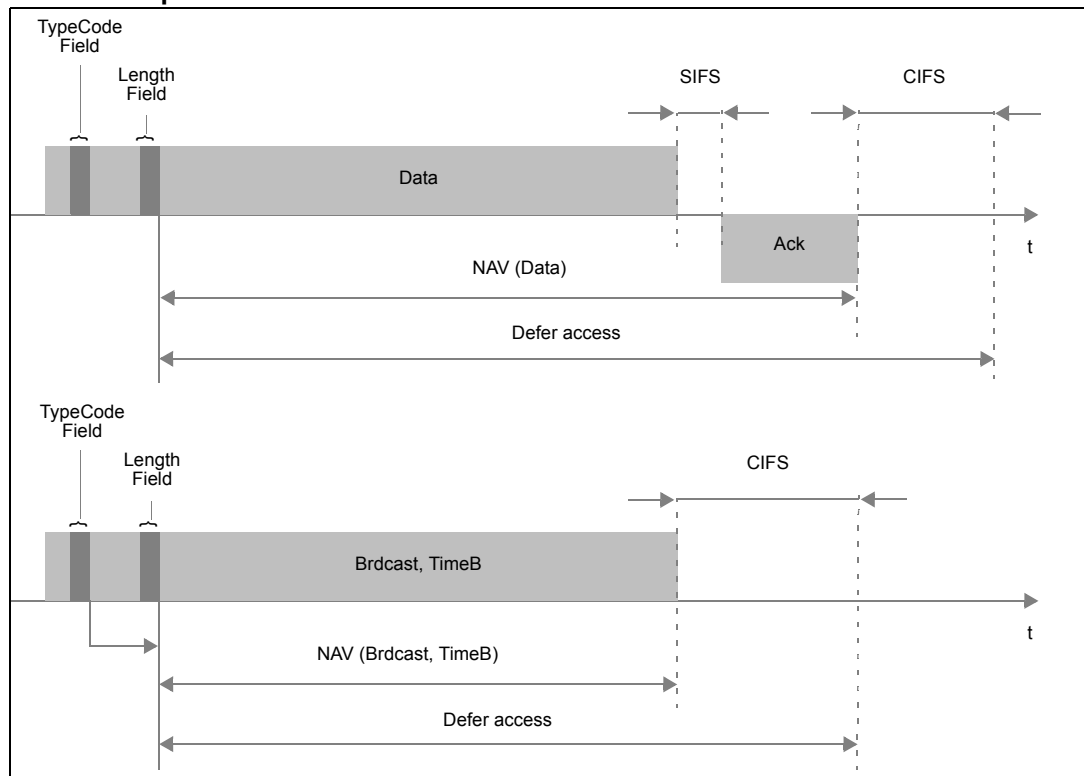 TypeCode
Field
Length
Field
SIFS
CIFS
Data
Ack
t
NAV (Data)
Defer access
TypeCode
Field
Length
Field
CIFS
Brdcast, TimeB
t
NAV (Brdcast, TimeB)
Defer access